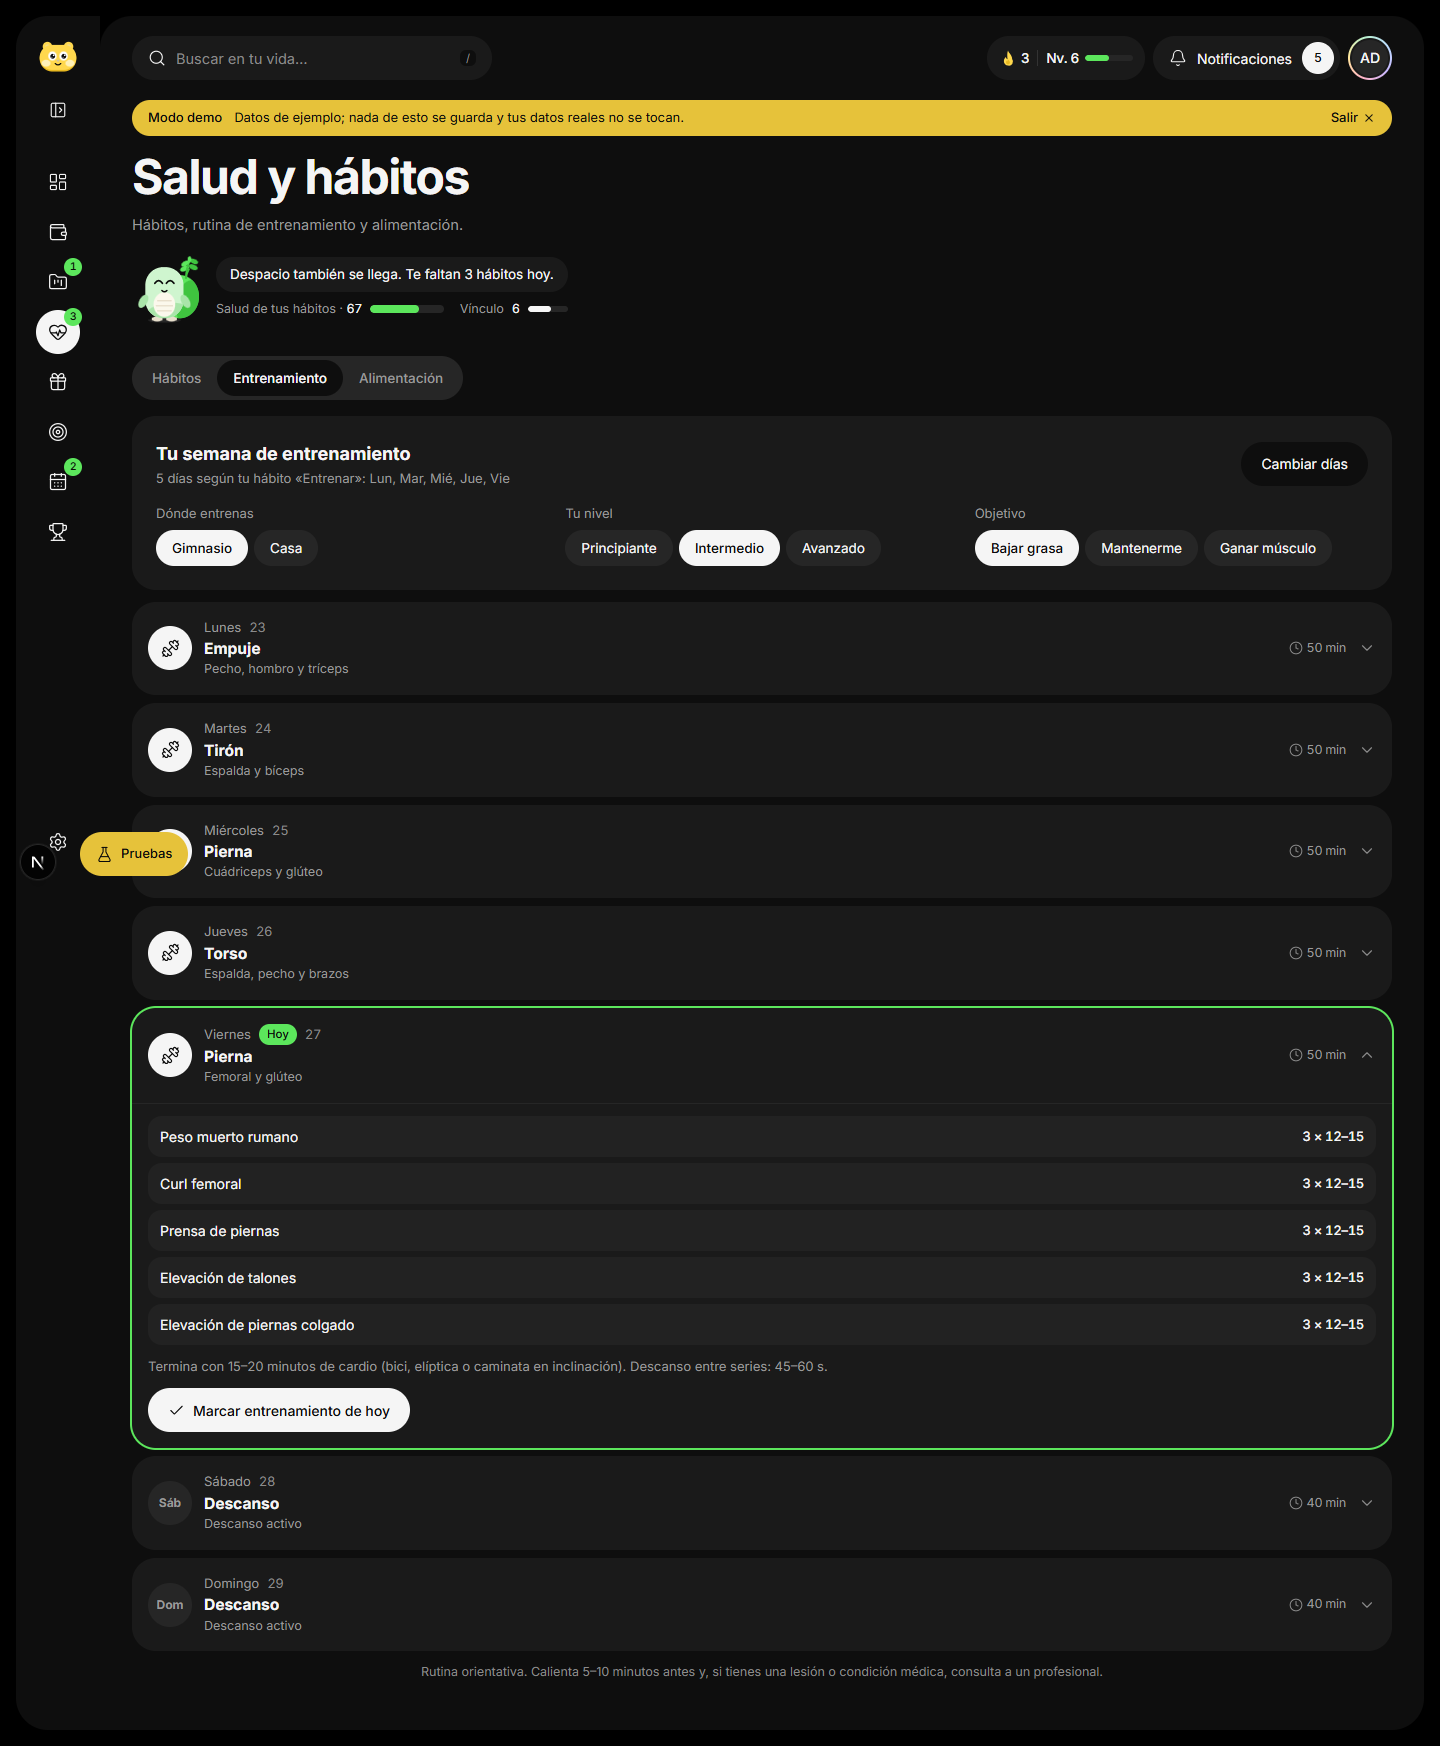 Buscar en tu vida...
/
3
Nv. 6
Notificaciones
5
AD
Modo demo Datos de ejemplo; nada de esto se guarda y tus datos reales no se tocan.
Salir ×
Salud y hábitos
Hábitos, rutina de entrenamiento y alimentación.
1
3
2
Despacio también se llega. Te faltan 3 hábitos hoy.
Salud de tus hábitos · 67
Vínculo 6
Hábitos
Entrenamiento
Alimentación
Tu semana de entrenamiento
5 días según tu hábito «Entrenar»: Lun, Mar, Mié, Jue, Vie
Cambiar días
Dónde entrenas
Gimnasio
Casa
Tu nivel
Principiante
Intermedio
Avanzado
Objetivo
Bajar grasa
Mantenerme
Ganar músculo
Lunes 23
Empuje
Pecho, hombro y tríceps
50 min
Martes 24
Tirón
Espalda y bíceps
50 min
Miércoles 25
Pierna
Cuádriceps y glúteo
50 min
N
Pruebas
Jueves 26
Torso
Espalda, pecho y brazos
50 min
Viernes Hoy 27
Pierna
Femoral y glúteo
50 min
Peso muerto rumano 3 × 12–15
Curl femoral 3 × 12–15
Prensa de piernas 3 × 12–15
Elevación de talones 3 × 12–15
Elevación de piernas colgado 3 × 12–15
Termina con 15–20 minutos de cardio (bici, elíptica o caminata en inclinación). Descanso entre series: 45–60 s.
Marcar entrenamiento de hoy
Sáb
Sábado 28
Descanso
Descanso activo
40 min
Dom
Domingo 29
Descanso
Descanso activo
40 min
Rutina orientativa. Calienta 5–10 minutos antes y, si tienes una lesión o condición médica, consulta a un profesional.